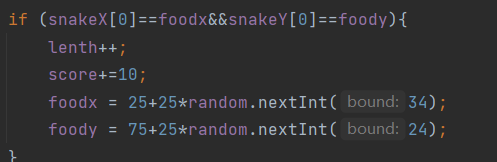 if (snakeX[0]==foodx&&snakeY[0]==foody){
    lenth++;
    score+=10;
    foodx = 25+25*random.nextInt( bound: 34);
    foody = 75+25*random.nextInt( bound: 24);
}